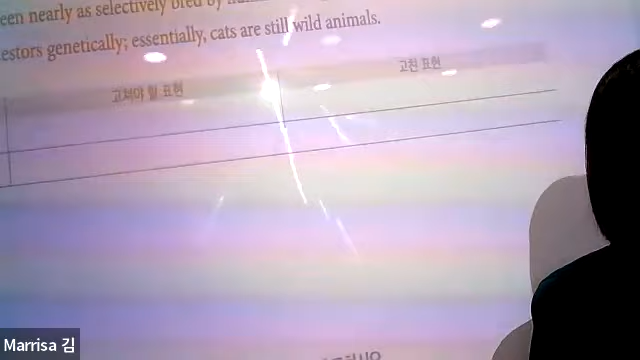 een nearly as selectively bred by
estors genetically; essentially, cats are still wild animals.
고쳐야 할 표현 고친 표현
Marrisa 김